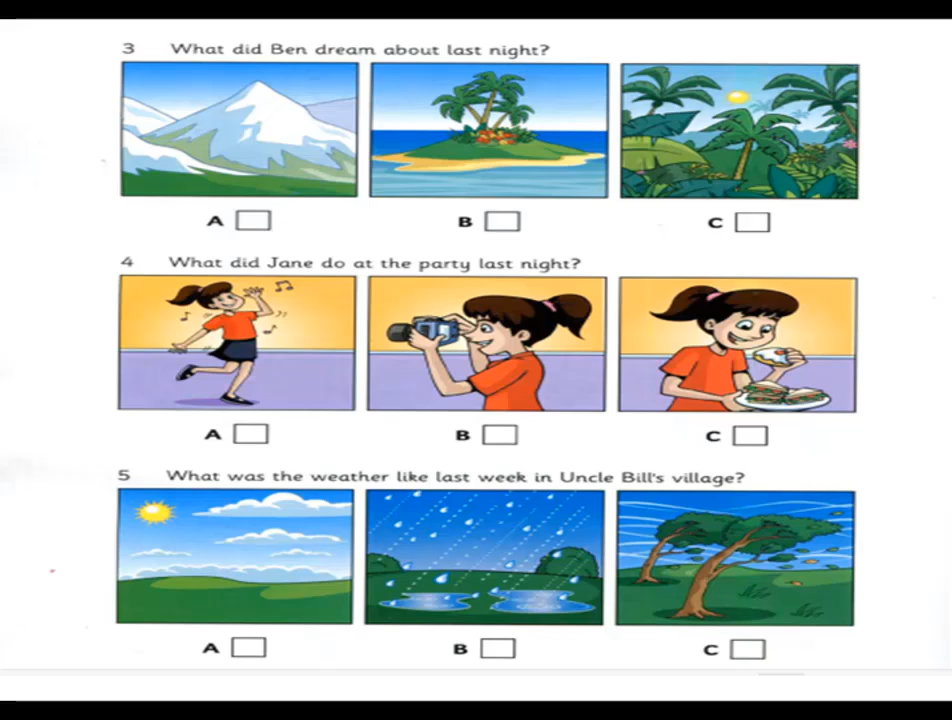 3 What did Ben dream about last night?
A B C
4 What did Jane do at the party last night?
A B C
5 What was the weather like last week in Uncle Bill's village?
A B C